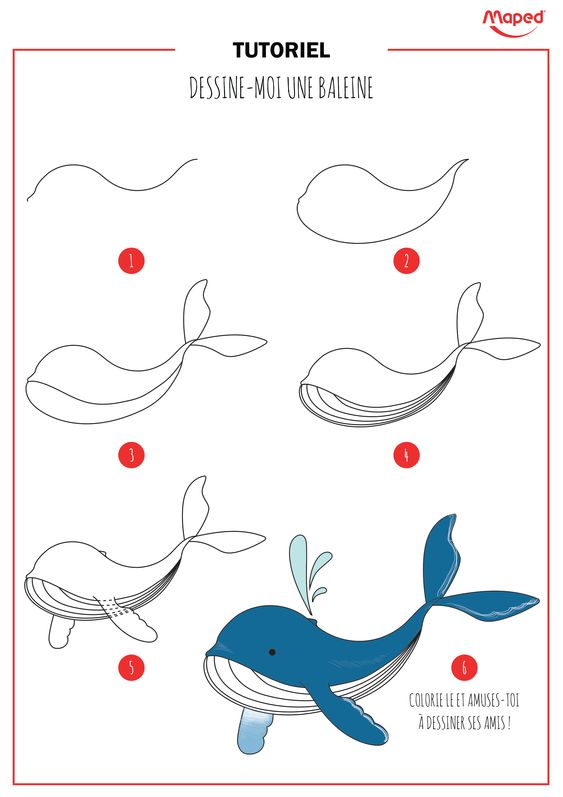 Maped
TUTORIEL
DESSINE-MOI UNE BALEINE
1
2
3
4
5
6
COLORIE LE ET AMUSES-TOI
À DESSINER SES AMIS !